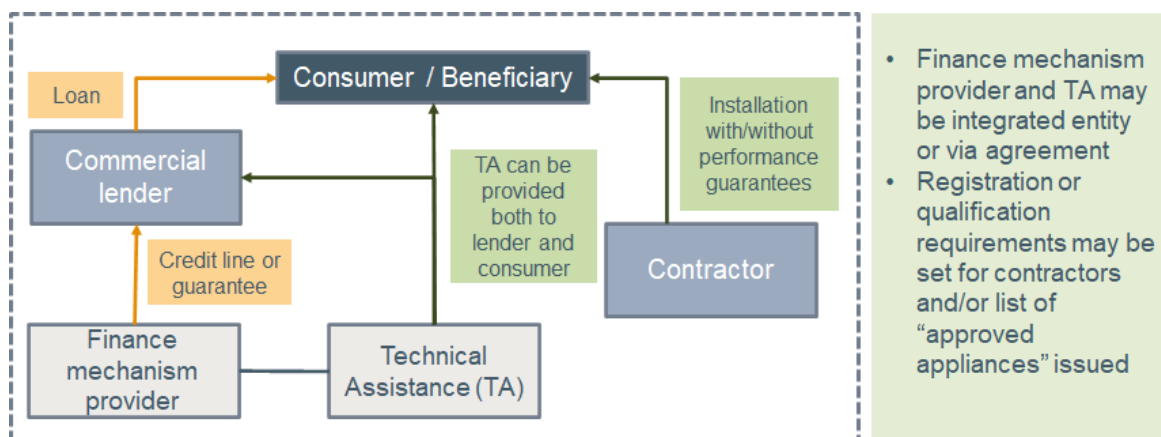 Consumer / Beneficiary
Loan
Commercial
lender
Installation
with/without
performance
guarantees
TA can be
provided
both to
lender and
consumer
Credit line or
guarantee
Contractor
Finance
mechanism
provider
Technical
Assistance (TA)
• Finance mechanism
provider and TA may
be integrated entity
or via agreement
• Registration or
qualification
requirements may be
set for contractors
and/or list of
“approved
appliances” issued